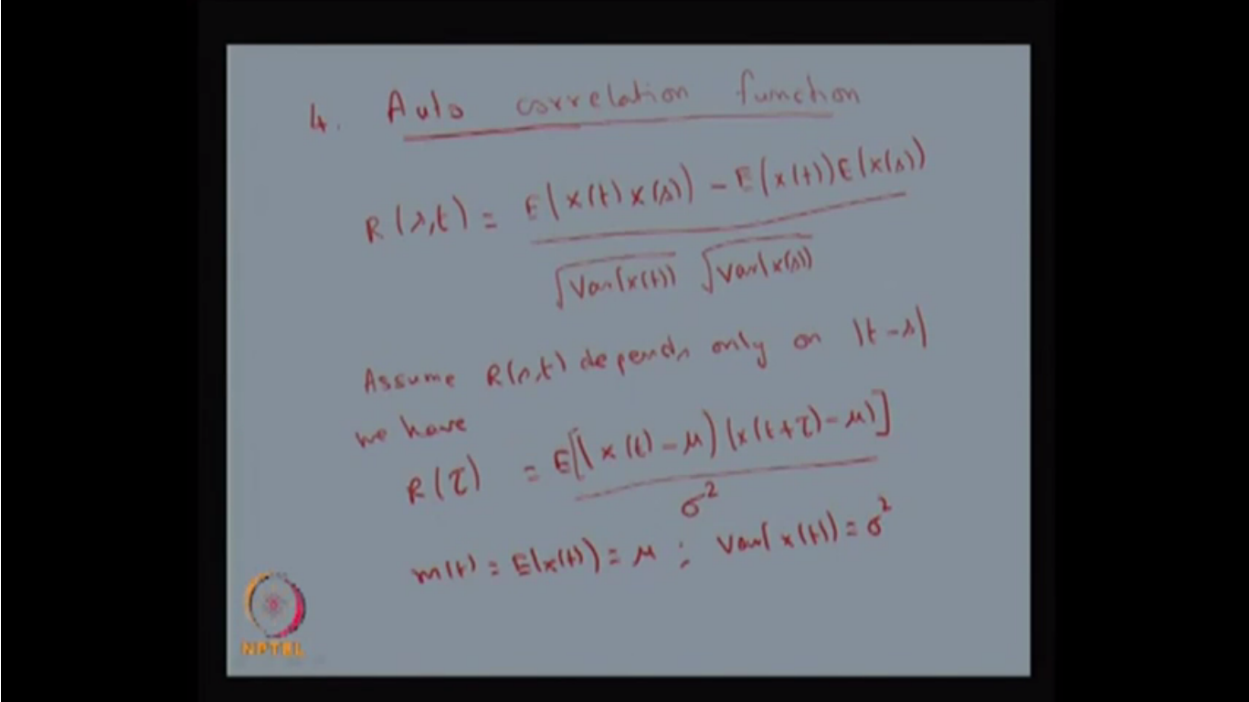 4. Auto correlation function
R(s,t) = E(x(t)x(s)) - E(x(t))E(x(s))
√Var(x(t)) √Var(x(s))
Assume R(s,t) depends only on |t-s|
we have
R(τ) = E[(x(t)-μ)(x(t+τ)-μ)]
σ²
m(t) = E(x(t)) = μ ; Var(x(t)) = σ²
NPTEL